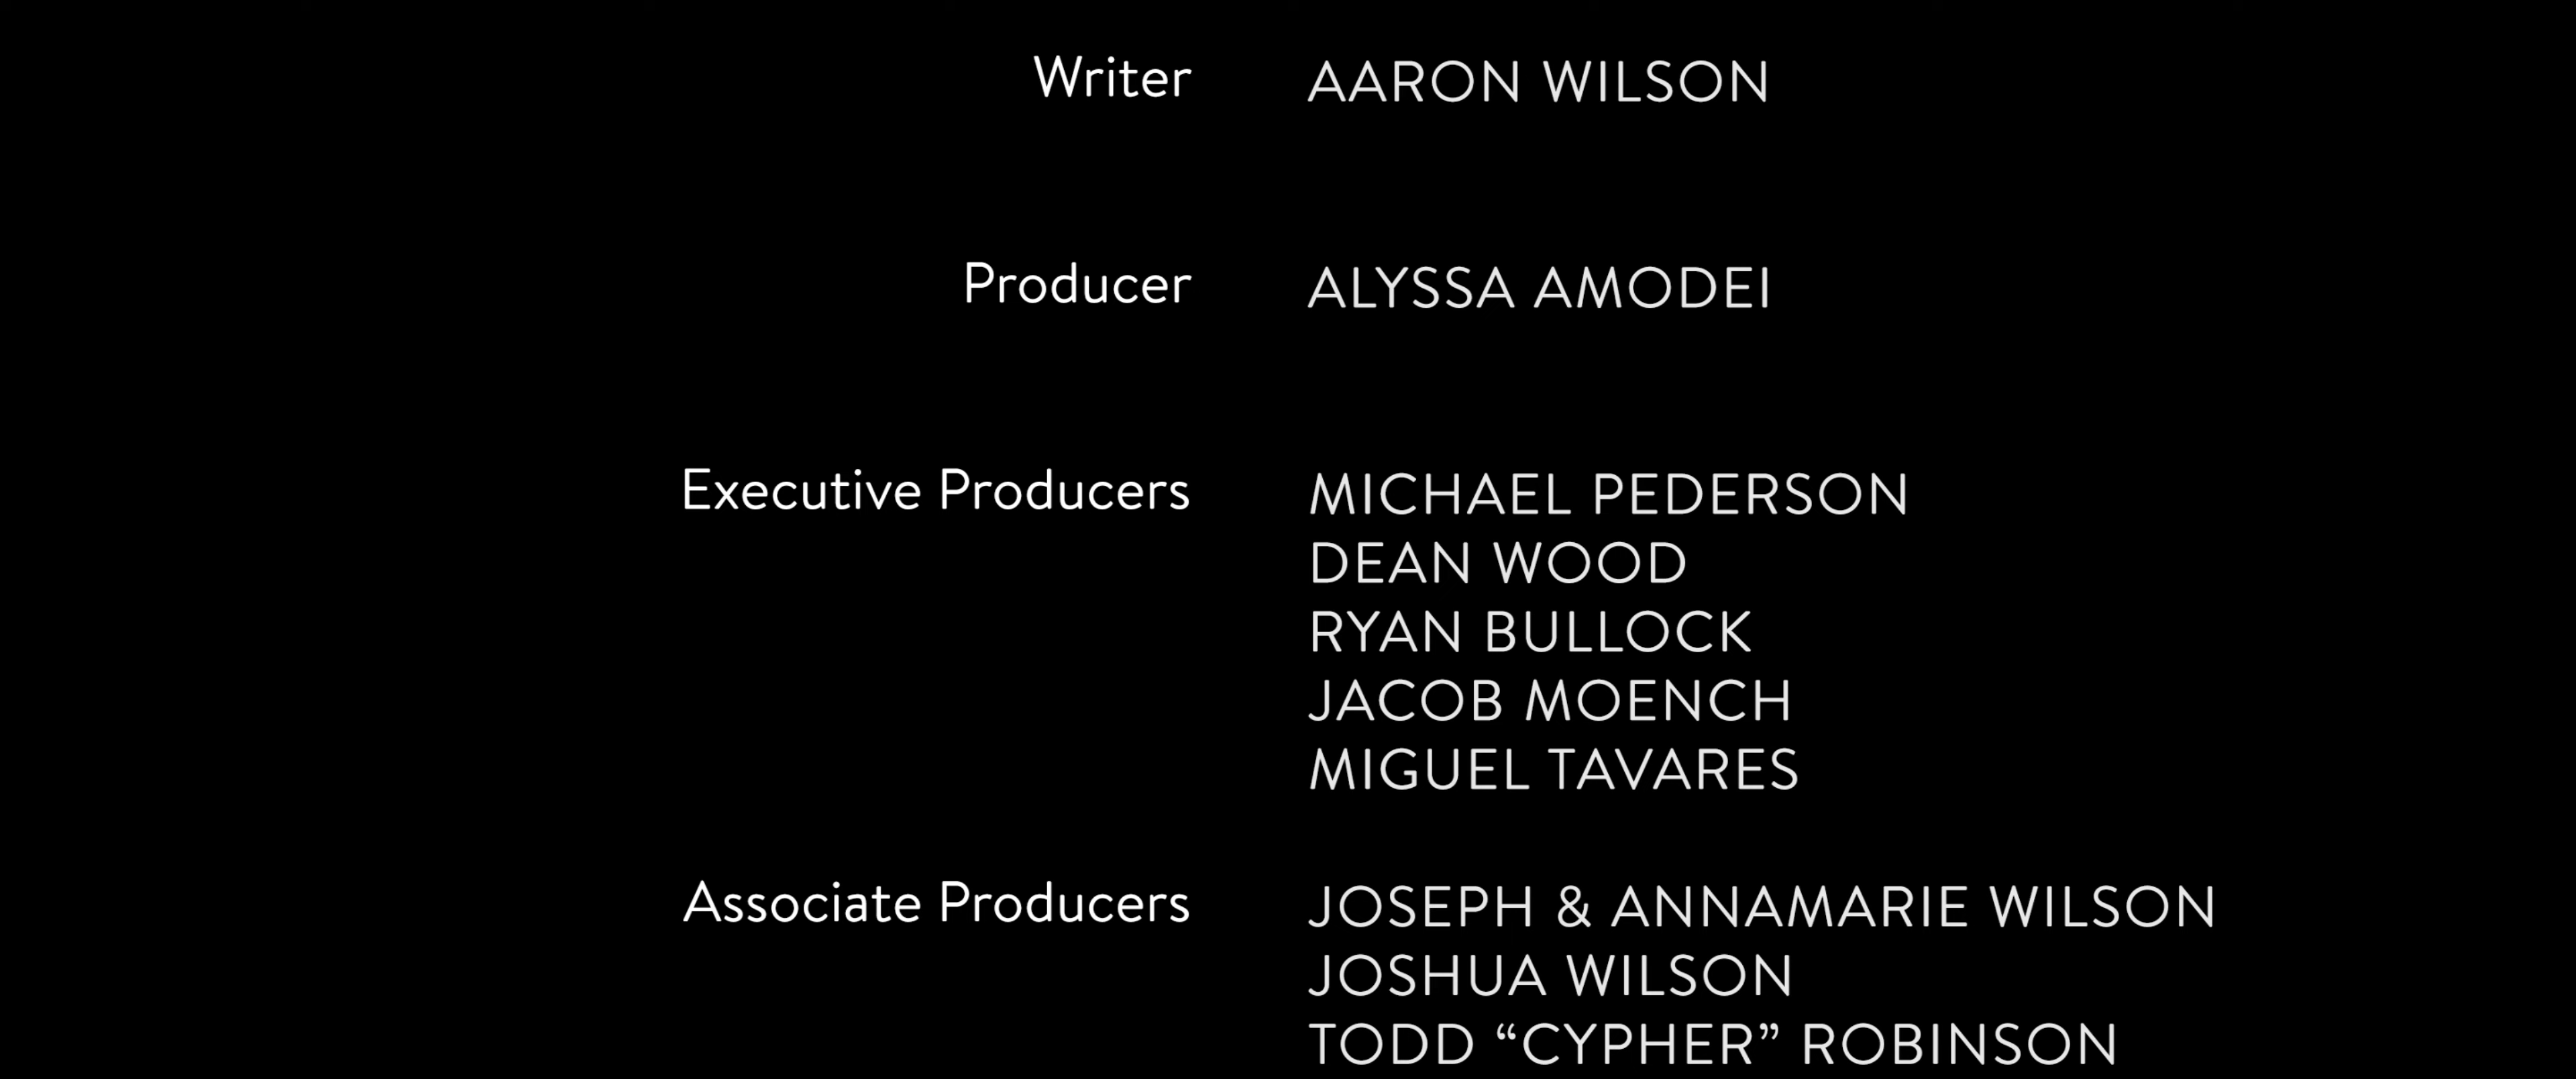 Writer AARON WILSON
Producer ALYSSA AMODEI
Executive Producers MICHAEL PEDERSON
DEAN WOOD
RYAN BULLOCK
JACOB MOENCH
MIGUEL TAVARES
Associate Producers JOSEPH & ANNAMARIE WILSON
JOSHUA WILSON
TODD “CYPHER” ROBINSON